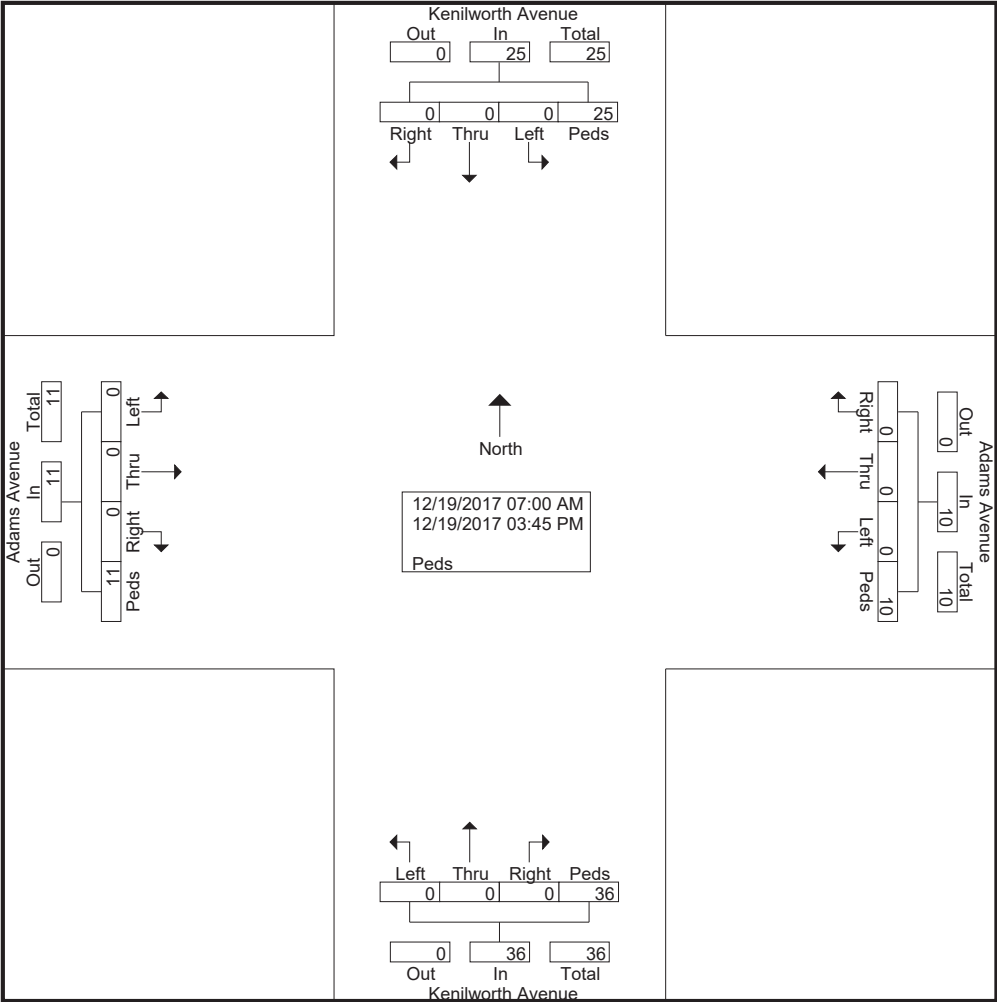 Kenilworth Avenue
Out In Total
0 25 25
0 0 0 25
Right Thru Left Peds
Adams Avenue
Total In Out
11 11 0
0 0 0 11
Left Thru Right Peds
North
12/19/2017 07:00 AM
12/19/2017 03:45 PM
Peds
Right Thru Left Peds
0 0 0 10
Out In Total
0 10 10
Adams Avenue
Left Thru Right Peds
0 0 0 36
0 36 36
Out In Total
Kenilworth Avenue